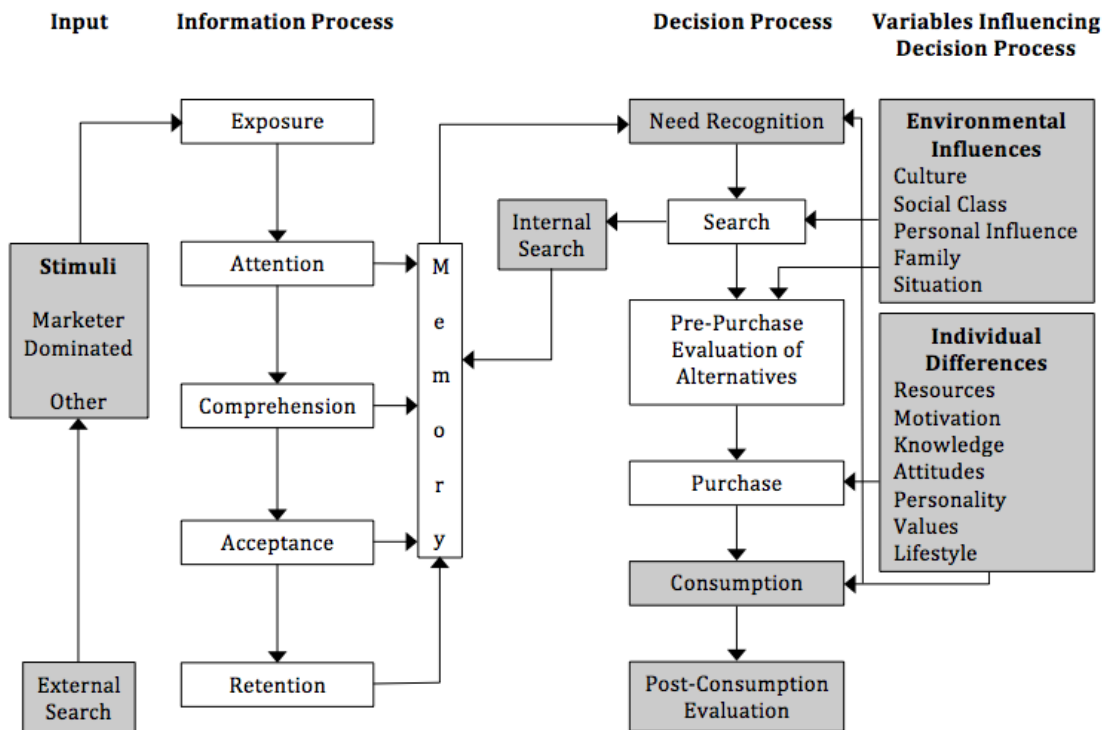 Input
Information Process
Decision Process
Variables Influencing
Decision Process
Exposure
Attention
Comprehension
Acceptance
Retention
Stimuli
Marketer
Dominated
Other
External
Search
M
e
m
o
r
y
Internal
Search
Need Recognition
Search
Pre-Purchase
Evaluation of
Alternatives
Purchase
Consumption
Post-Consumption
Evaluation
Environmental
Influences
Culture
Social Class
Personal Influence
Family
Situation
Individual
Differences
Resources
Motivation
Knowledge
Attitudes
Personality
Values
Lifestyle